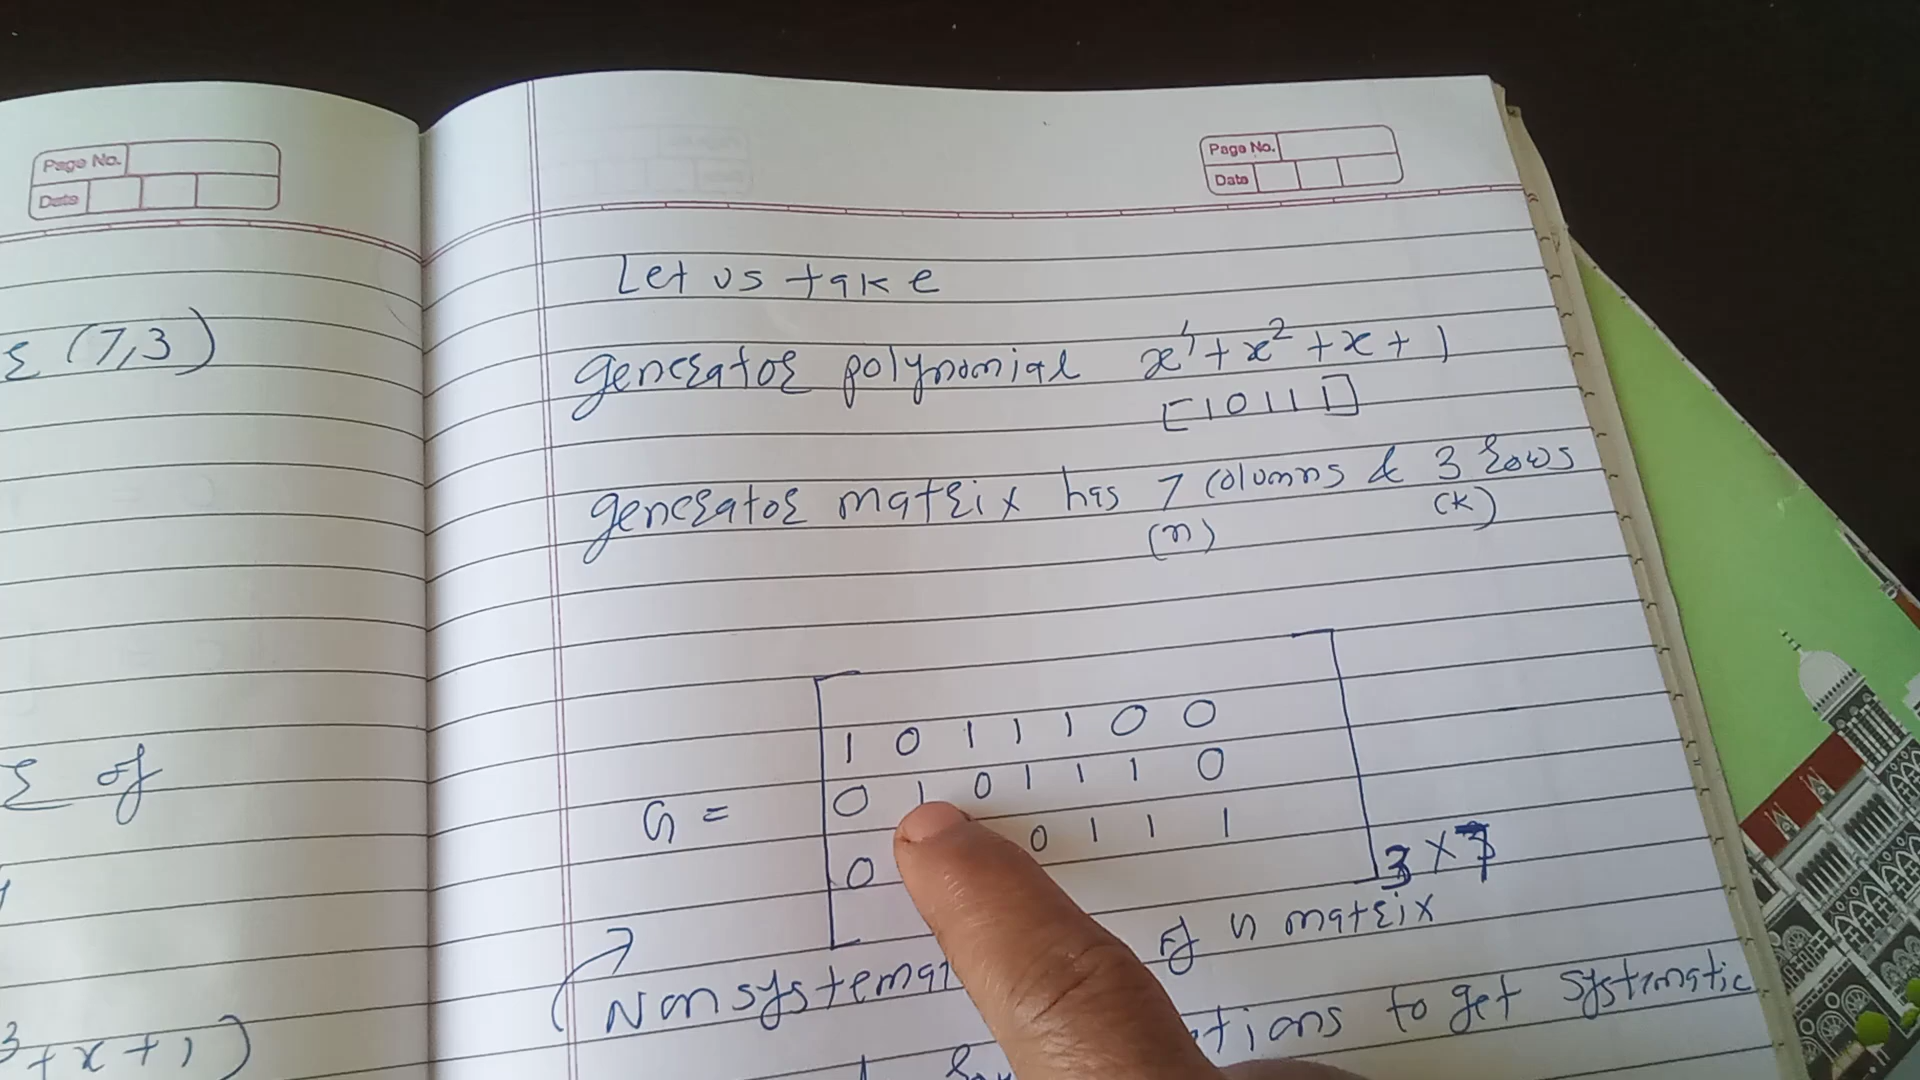 Page No.
Date
(7,3)
of
3 + x + 1)
Page No.
Date
Let us take
generator polynomial x⁴ + x² + x + 1
[10111]
generator matrix has 7 columns & 3 rows
(n) (k)
1 0 1 1 1 0 0
0 1 0 1 1 1 0
G =
0 0 1 1 1
3 x 7
of G matrix
to get systematic